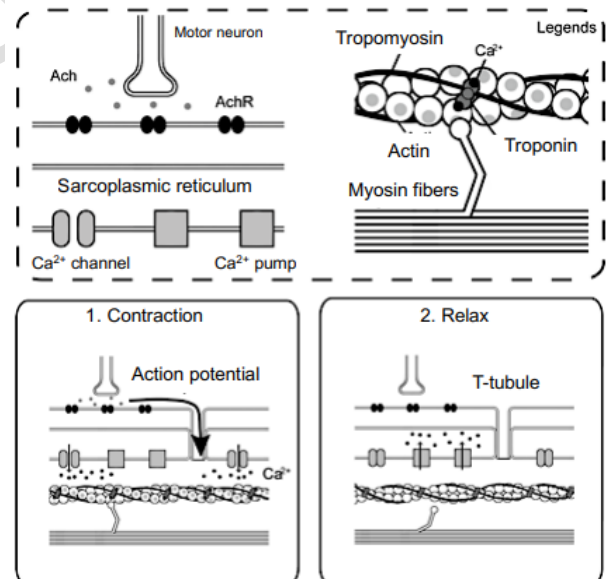 Legends
Motor neuron
Ach
AchR
Sarcoplasmic reticulum
Ca²⁺ channel
Ca²⁺ pump
Tropomyosin
Ca²⁺
Actin
Troponin
Myosin fibers
1. Contraction
Action potential
Ca²⁺
2. Relax
T-tubule